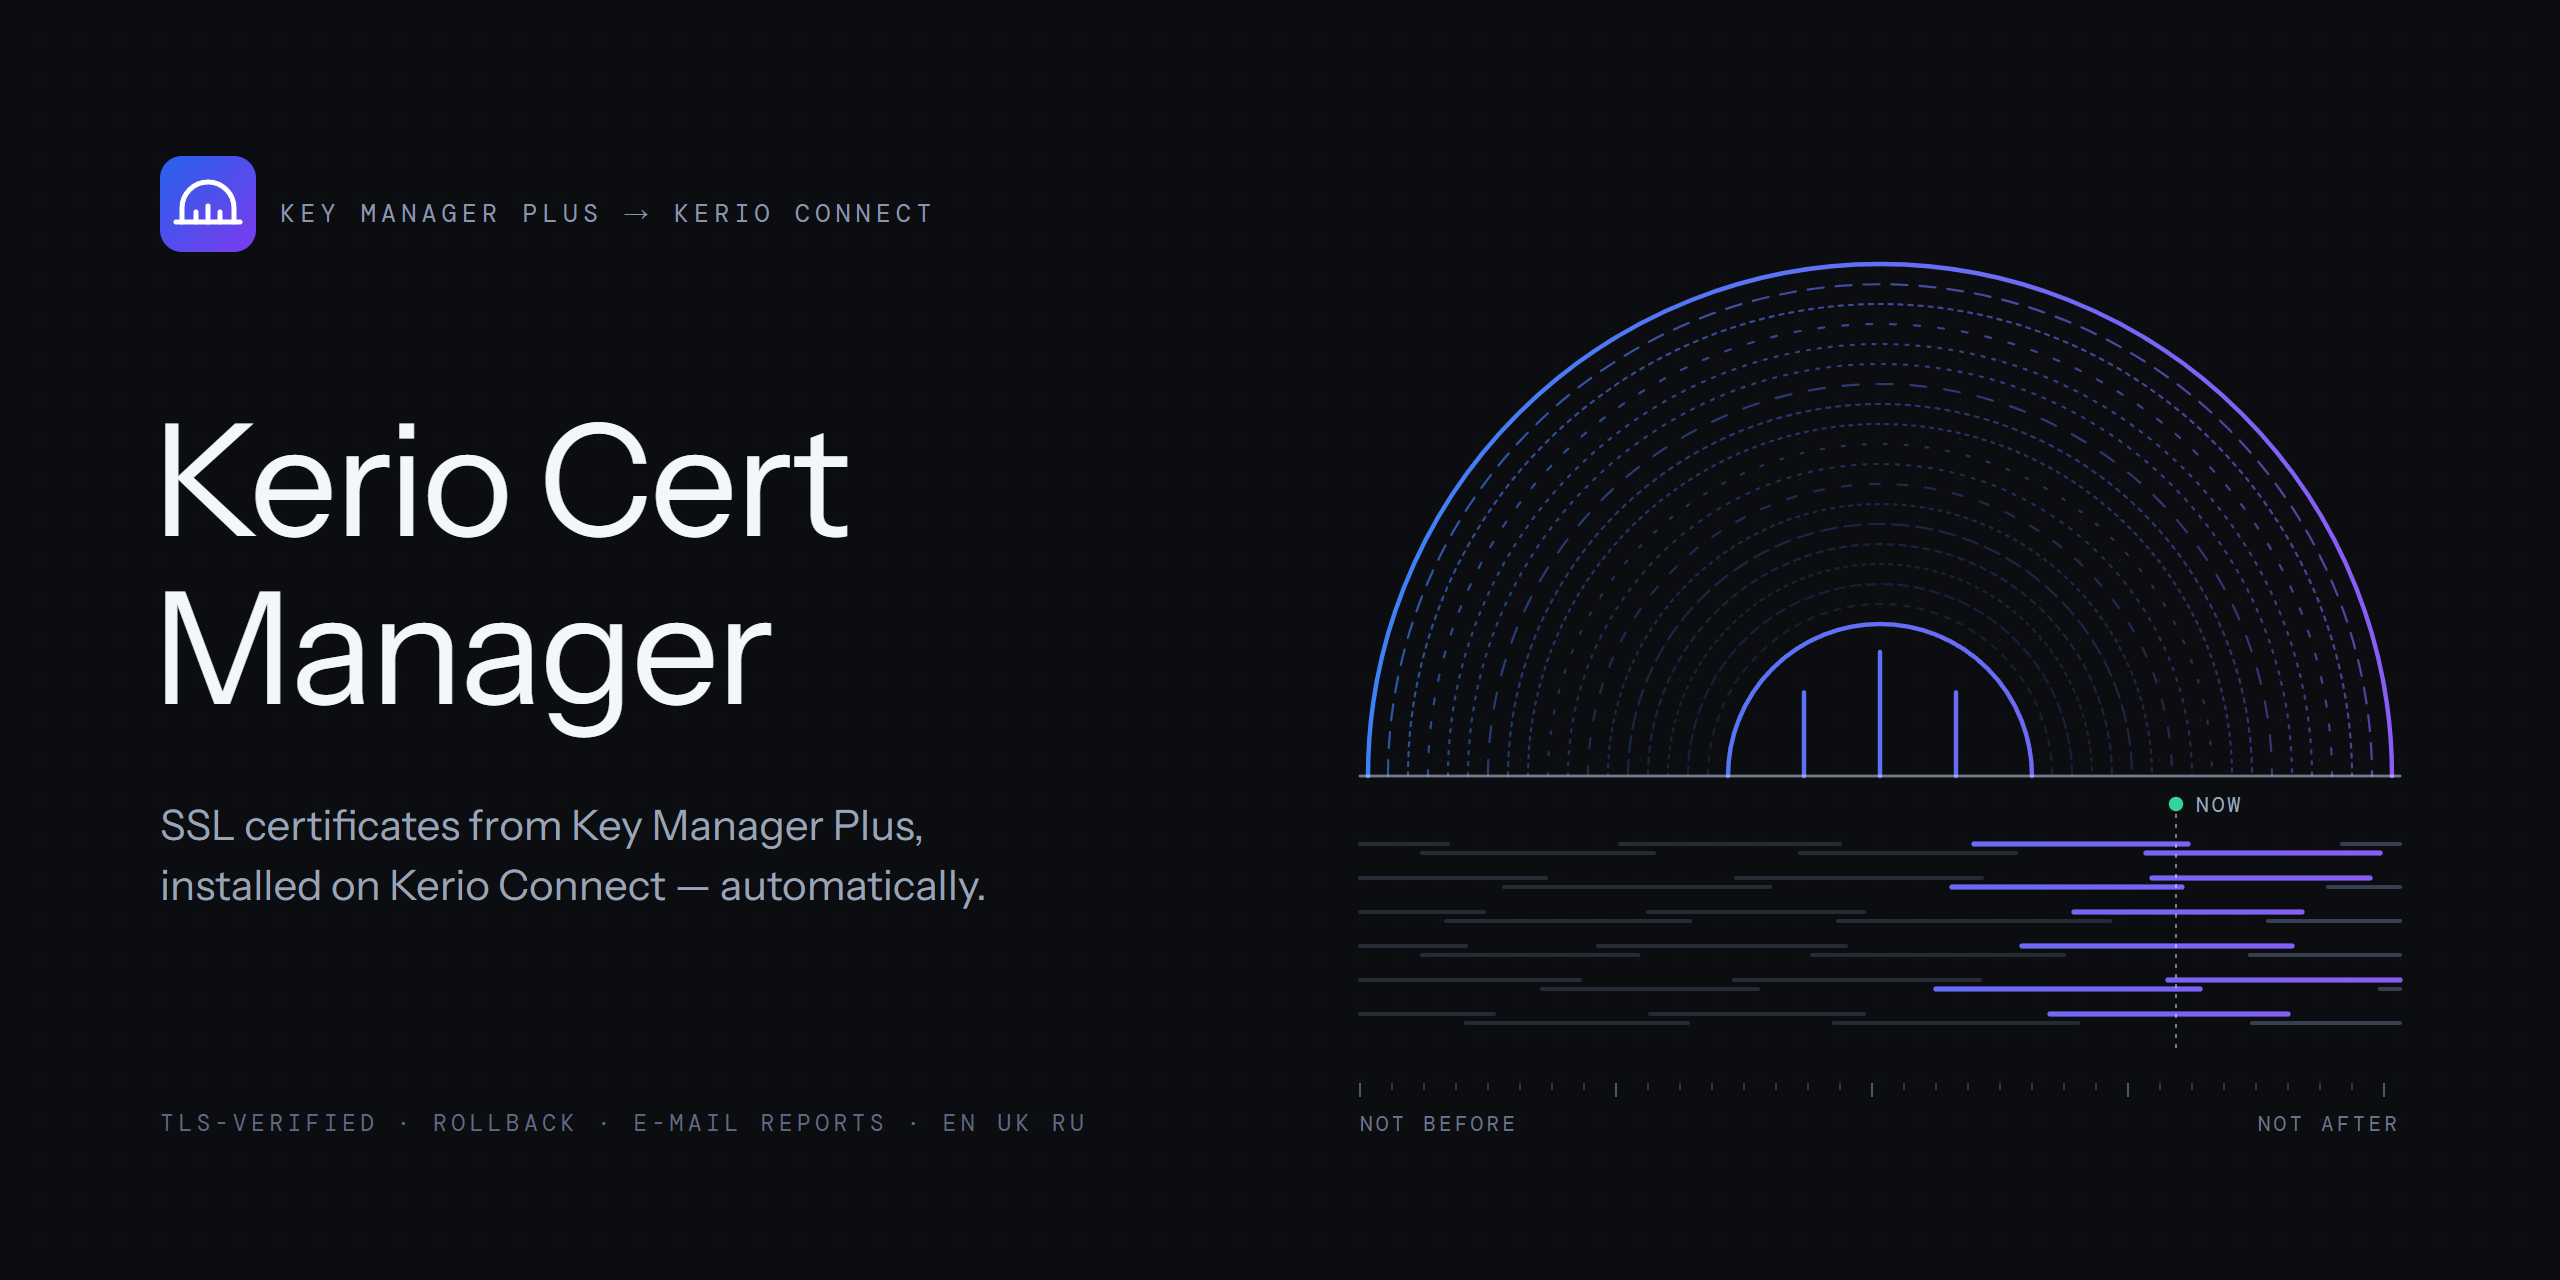 KEY MANAGER PLUS → KERIO CONNECT
Kerio Cert
Manager
SSL certificates from Key Manager Plus,
installed on Kerio Connect — automatically.
TLS-VERIFIED · ROLLBACK · E-MAIL REPORTS · EN UK RU
NOW
NOT BEFORE
NOT AFTER